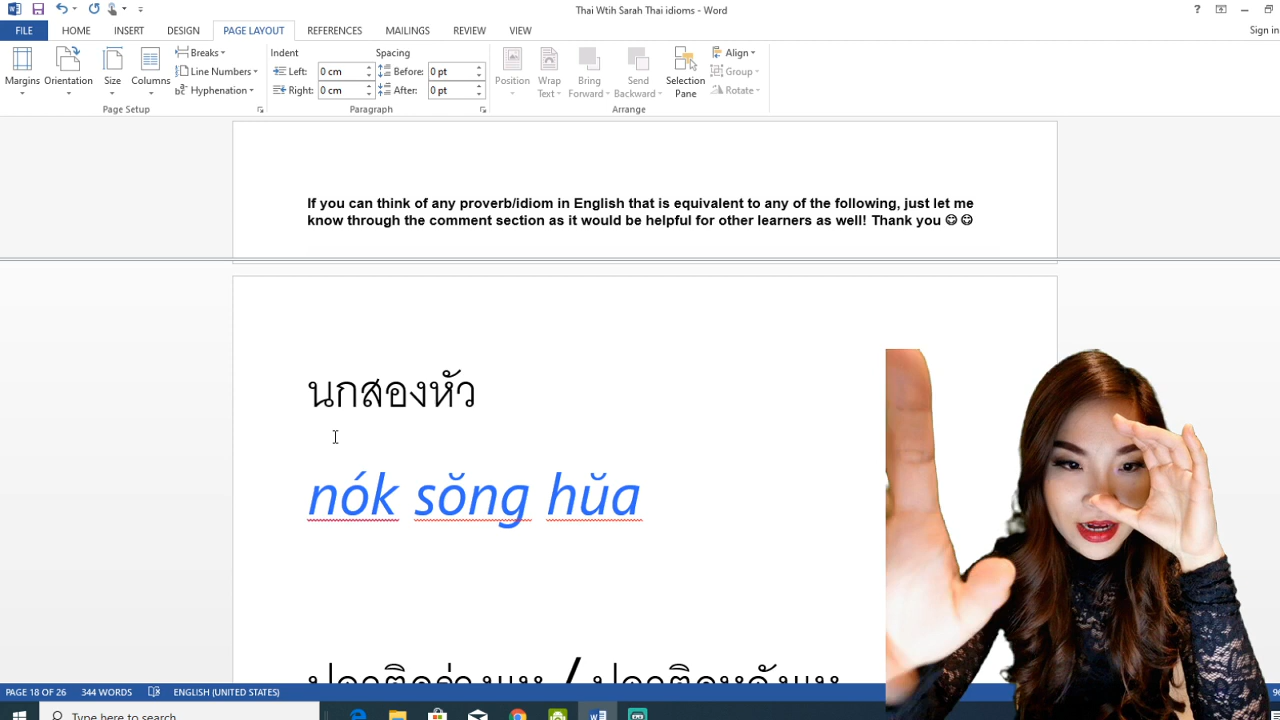 Thai Wtih Sarah Thai idioms - Word
?
Sign in
FILE HOME INSERT DESIGN PAGE LAYOUT REFERENCES MAILINGS REVIEW VIEW
Margins Orientation Size Columns
Breaks
Line Numbers
Hyphenation
Page Setup
Indent Spacing
Left: 0 cm Before: 0 pt
Right: 0 cm After: 0 pt
Paragraph
Position Wrap Text Bring Forward Send Backward Selection Pane
Align
Group
Rotate
Arrange
If you can think of any proverb/idiom in English that is equivalent to any of the following, just let me
know through the comment section as it would be helpful for other learners as well! Thank you 😋😋
นกสองหัว
nók sŏng hŭa
PAGE 18 OF 26 344 WORDS ENGLISH (UNITED STATES)
Type here to search